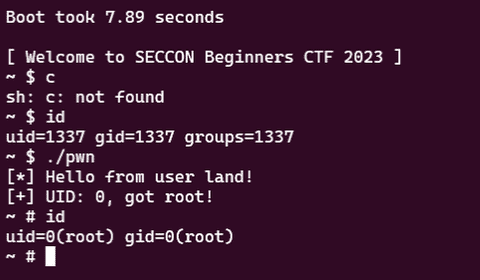 Boot took 7.89 seconds
[ Welcome to SECCON Beginners CTF 2023 ]
~ $ c
sh: c: not found
~ $ id
uid=1337 gid=1337 groups=1337
~ $ ./pwn
[*] Hello from user land!
[+] UID: 0, got root!
~ # id
uid=0(root) gid=0(root)
~ #